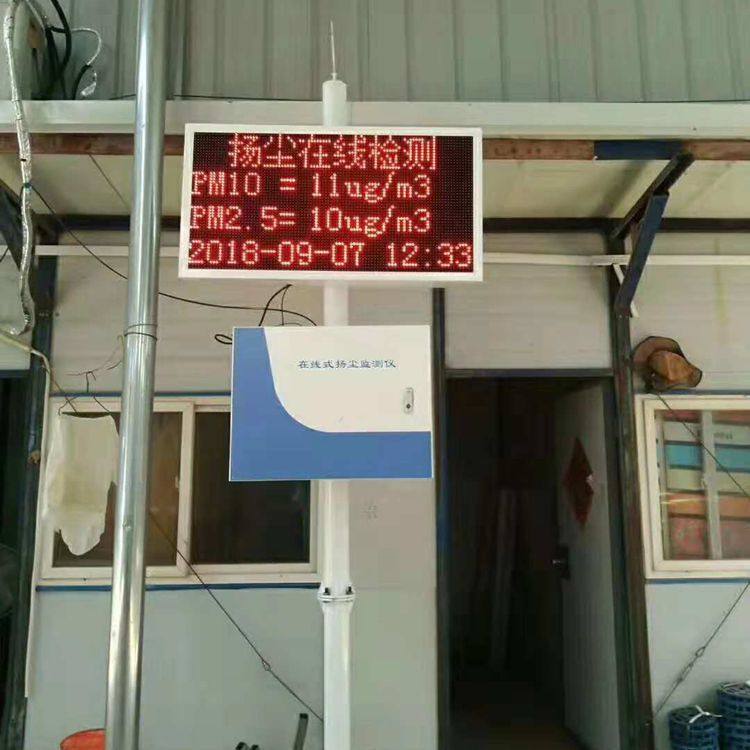 扬尘在线检测
PM10 = 11ug/m3
PM2.5= 10ug/m3
2018-09-07 12:33
在线式扬尘监测仪